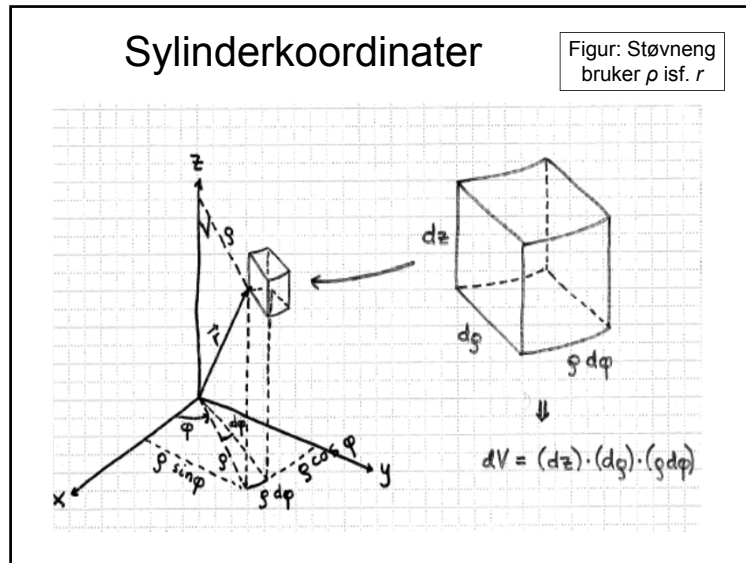 Sylinderkoordinater
Figur: Støvneng
bruker ρ isf. r
z
ρ
dz
r⃗
dρ
ρ dφ
φ
dφ
ρ
ρ sin φ
ρ dφ
ρ cos φ
x
y
⇓
dV = (dz)·(dρ)·(ρdφ)